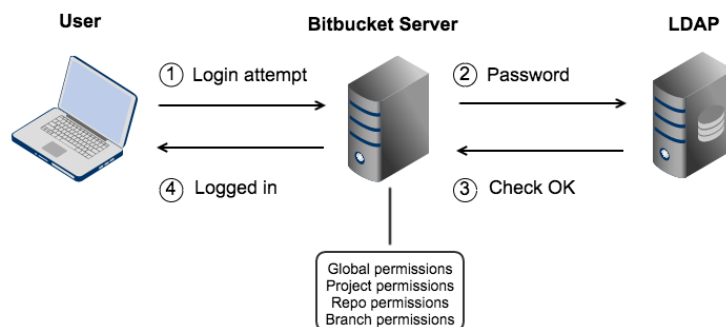 User
Bitbucket Server
LDAP
1 Login attempt
2 Password
4 Logged in
3 Check OK
Global permissions
Project permissions
Repo permissions
Branch permissions